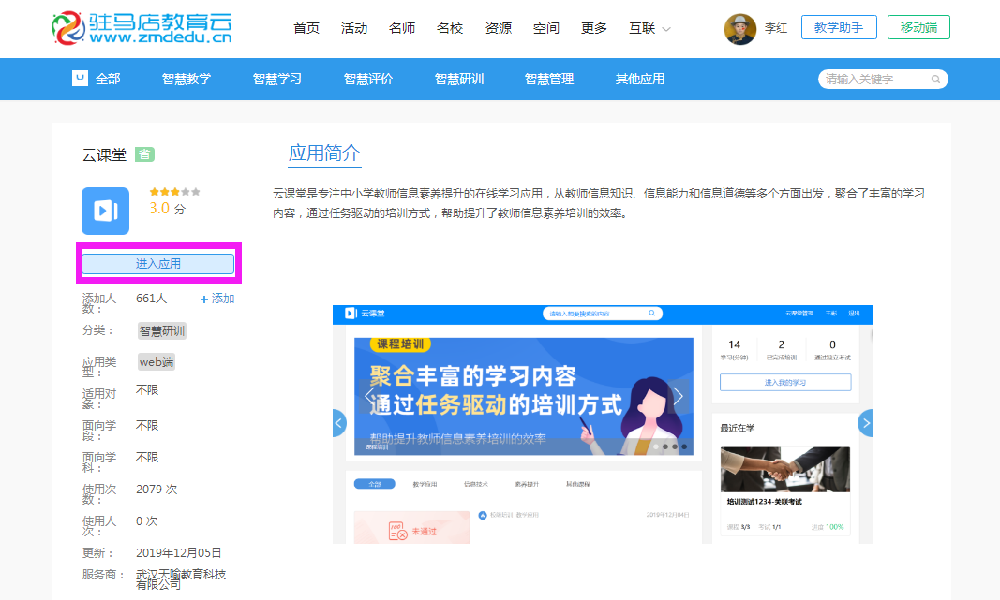 驻马店教育云
www.zmdedu.cn
首页 活动 名师 名校 资源 空间 更多 互联
李红 教学助手 移动端
全部 智慧教学 智慧学习 智慧评价 智慧研训 智慧管理 其他应用 请输入关键字
云课堂 省
3.0 分
进入应用
添加人数： 661人 + 添加
分类： 智慧研训
应用类型： web端
适用对象： 不限
面向学段： 不限
面向学科： 不限
使用次数： 2079 次
使用人次： 0 次
更新： 2019年12月05日
服务商： 武汉天喻教育科技
有限公司
应用简介
云课堂是专注中小学教师信息素养提升的在线学习应用，从教师信息知识、信息能力和信息道德等多个方面出发，聚合了丰富的学习
内容，通过任务驱动的培训方式，帮助提升了教师信息素养培训的效率。
云课堂 请输入想要搜索的内容 云课堂管理 王彬 退出
课程培训
聚合丰富的学习内容
通过任务驱动的培训方式
帮助提升教师信息素养培训的效率
课程培训
14 2 0
学习(分钟) 已完成培训 通过独立考试
进入我的学习
最近在学
培训测试1234-关联考试
课程 3/3 考试 1/1 进度 100%
全部 教学应用 信息技术 素养提升 其他课程
未通过
校级培训 教学应用 2019年12月04日